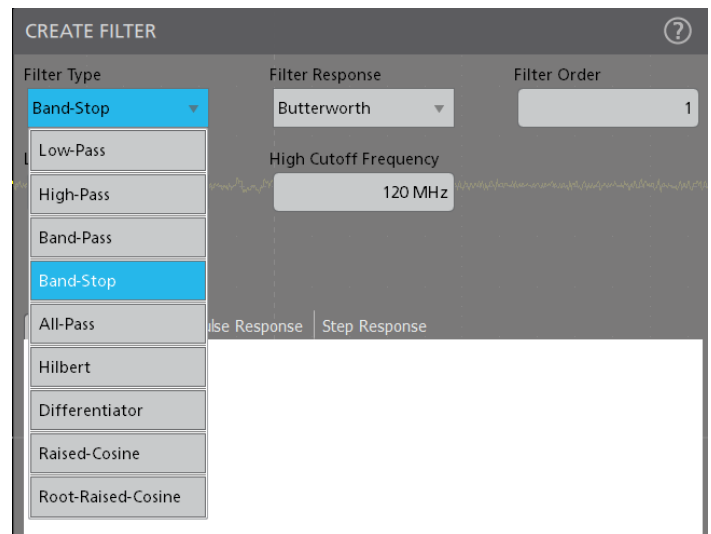 CREATE FILTER ?
Filter Type Filter Response Filter Order
Band-Stop Butterworth 1
Low-Pass High Cutoff Frequency
High-Pass 120 MHz
Band-Pass
Band-Stop
All-Pass Response Step Response
Hilbert
Differentiator
Raised-Cosine
Root-Raised-Cosine